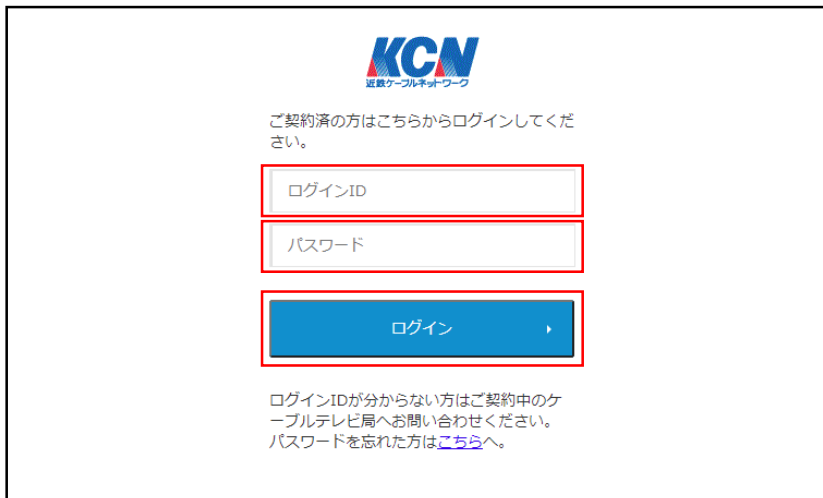 KCN
近鉄ケーブルネットワーク
ご契約済の方はこちらからログインしてくだ
さい。
ログインID
パスワード
ログイン
ログインIDが分からない方はご契約中のケ
ーブルテレビ局へお問い合わせください。
パスワードを忘れた方はこちらへ。